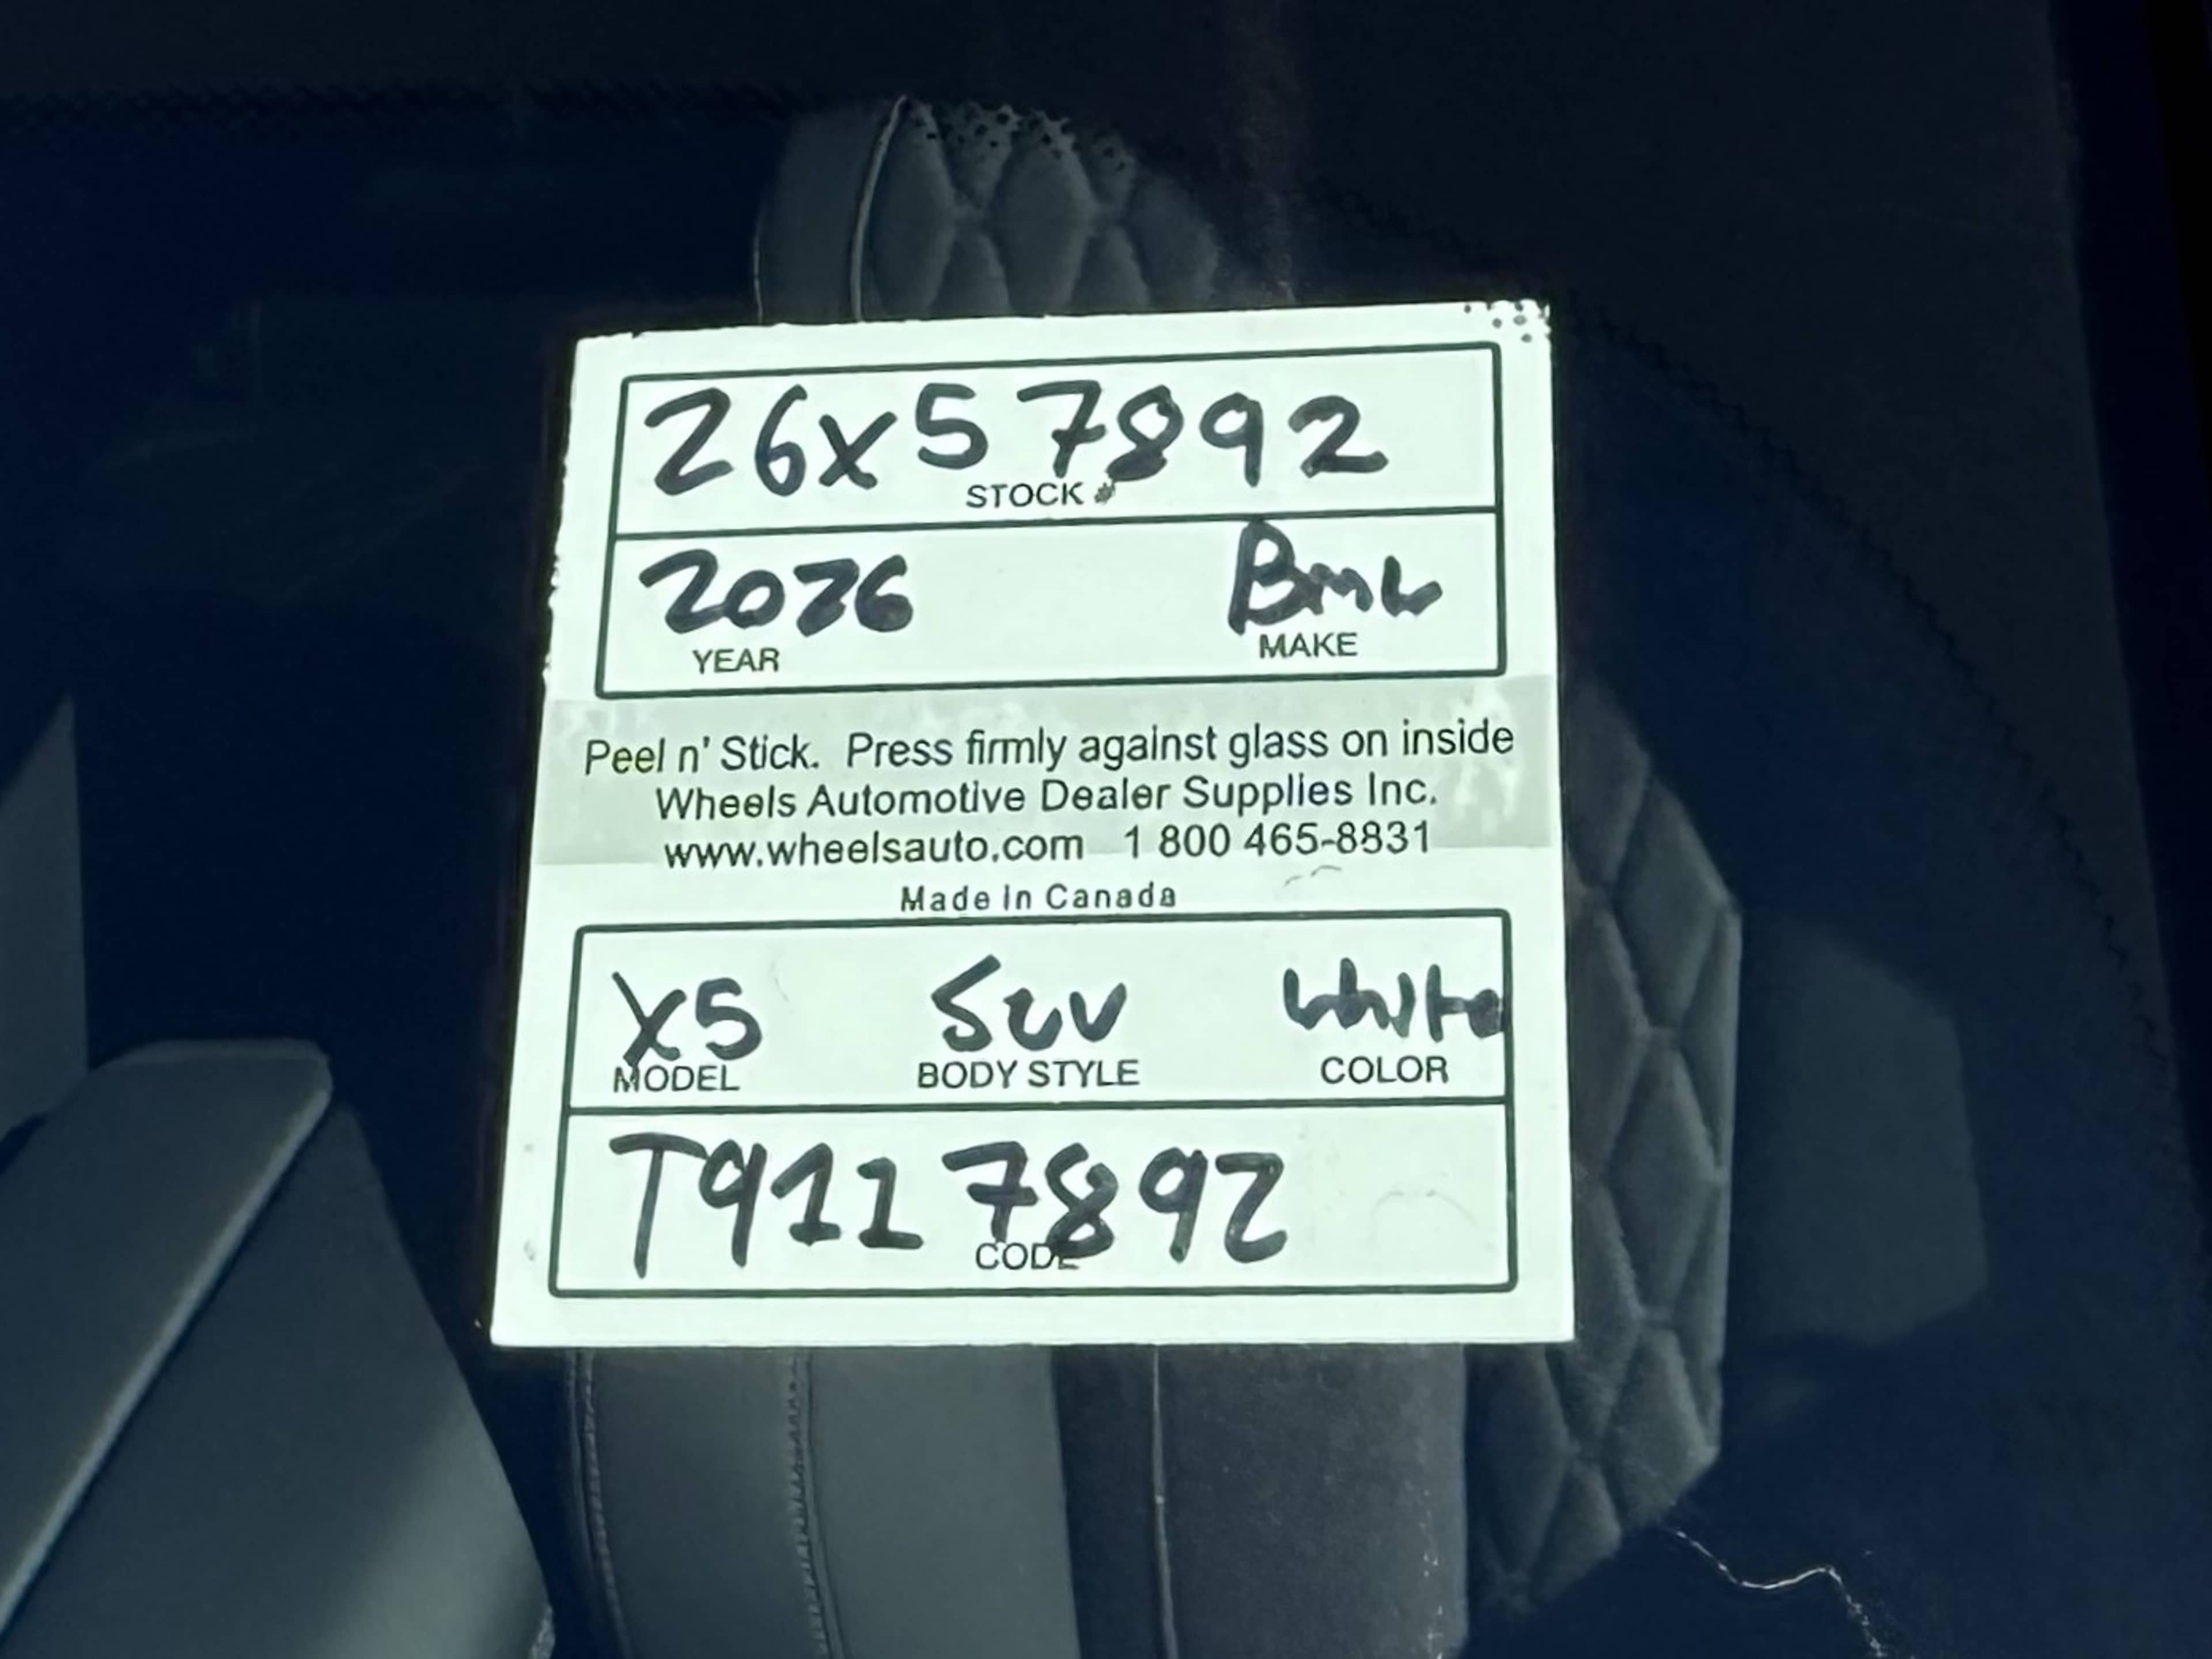 26x57892
STOCK #
2026 Bmw
YEAR MAKE
Peel n' Stick. Press firmly against glass on inside
Wheels Automotive Dealer Supplies Inc.
www.wheelsauto.com 1 800 465-8831
Made in Canada
X5 SUV White
MODEL BODY STYLE COLOR
T9117892
CODE